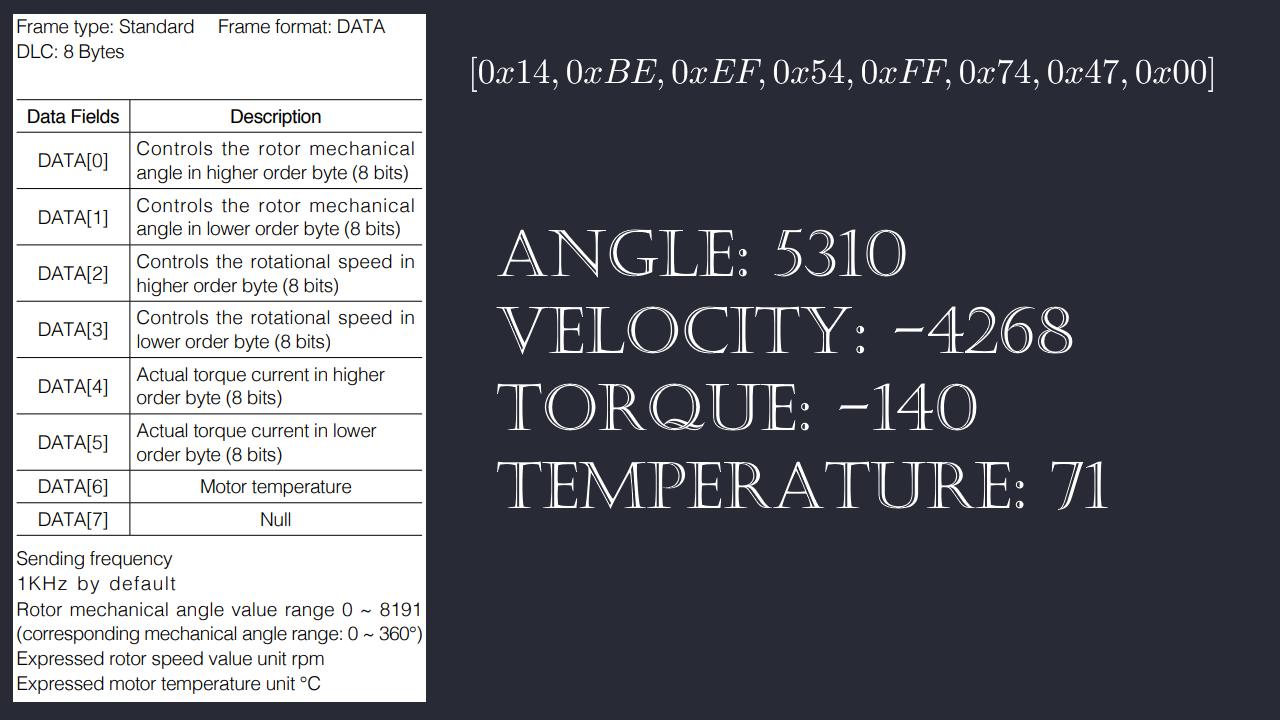 Frame type: Standard Frame format: DATA
DLC: 8 Bytes
Data Fields Description
DATA[0] Controls the rotor mechanical
angle in higher order byte (8 bits)
DATA[1] Controls the rotor mechanical
angle in lower order byte (8 bits)
DATA[2] Controls the rotational speed in
higher order byte (8 bits)
DATA[3] Controls the rotational speed in
lower order byte (8 bits)
DATA[4] Actual torque current in higher
order byte (8 bits)
DATA[5] Actual torque current in lower
order byte (8 bits)
DATA[6] Motor temperature
DATA[7] Null
Sending frequency
1KHz by default
Rotor mechanical angle value range 0 ~ 8191
(corresponding mechanical angle range: 0 ~ 360°)
Expressed rotor speed value unit rpm
Expressed motor temperature unit °C
[0x14, 0xBE, 0xEF, 0x54, 0xFF, 0x74, 0x47, 0x00]
ANGLE: 5310
VELOCITY: -4268
TORQUE: -140
TEMPERATURE: 71